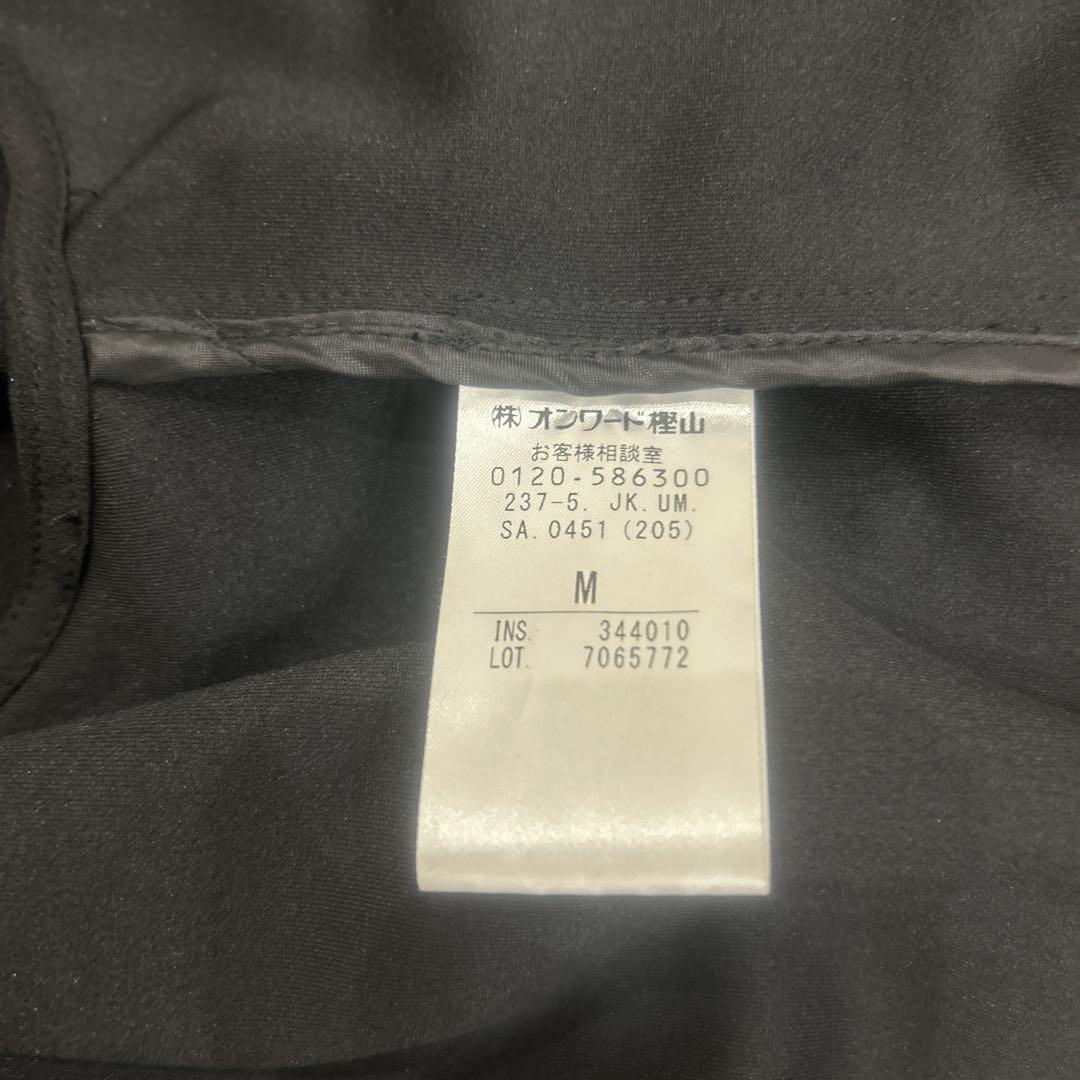 ㈱オンワード樫山
お客様相談室
0120-586300
237-5. JK.UM.
SA.0451(205)
M
INS. 344010
LOT. 7065772